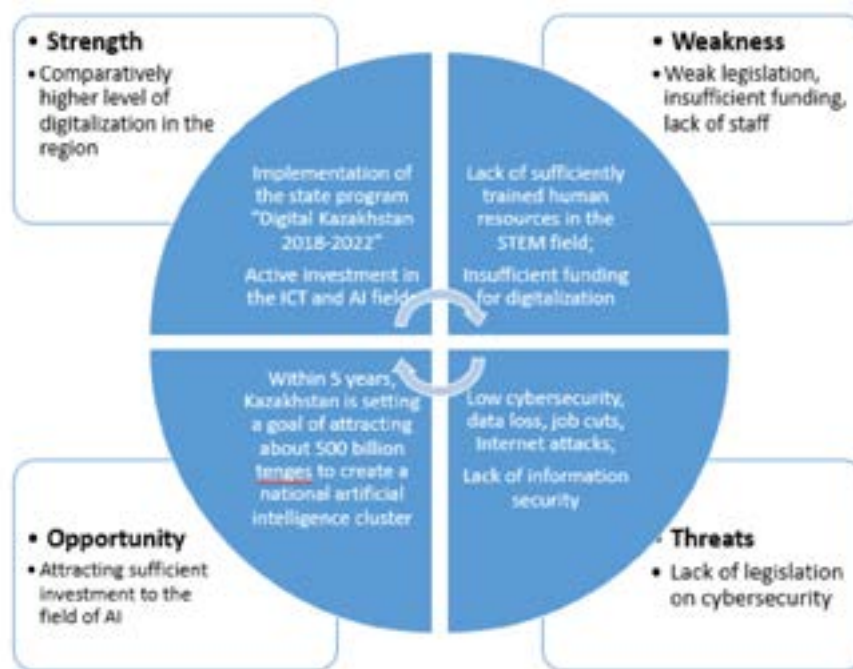 • Strength
• Comparatively
higher level of
digitalization in the
region
Implementation of
the state program
"Digital Kazakhstan
2018-2022"
Active investment in
the ICT and AI field
• Weakness
• Weak legislation,
insufficient funding,
lack of staff
Lack of sufficiently
trained human
resources in the
STEM field;
Insufficient funding
for digitalization
Within 5 years,
Kazakhstan is setting
a goal of attracting
about 500 billion
tenges to create a
national artificial
intelligence cluster
• Opportunity
• Attracting sufficient
investment to the
field of AI
Low cybersecurity,
data loss, job cuts,
Internet attacks;
Lack of information
security
• Threats
• Lack of legislation
on cybersecurity